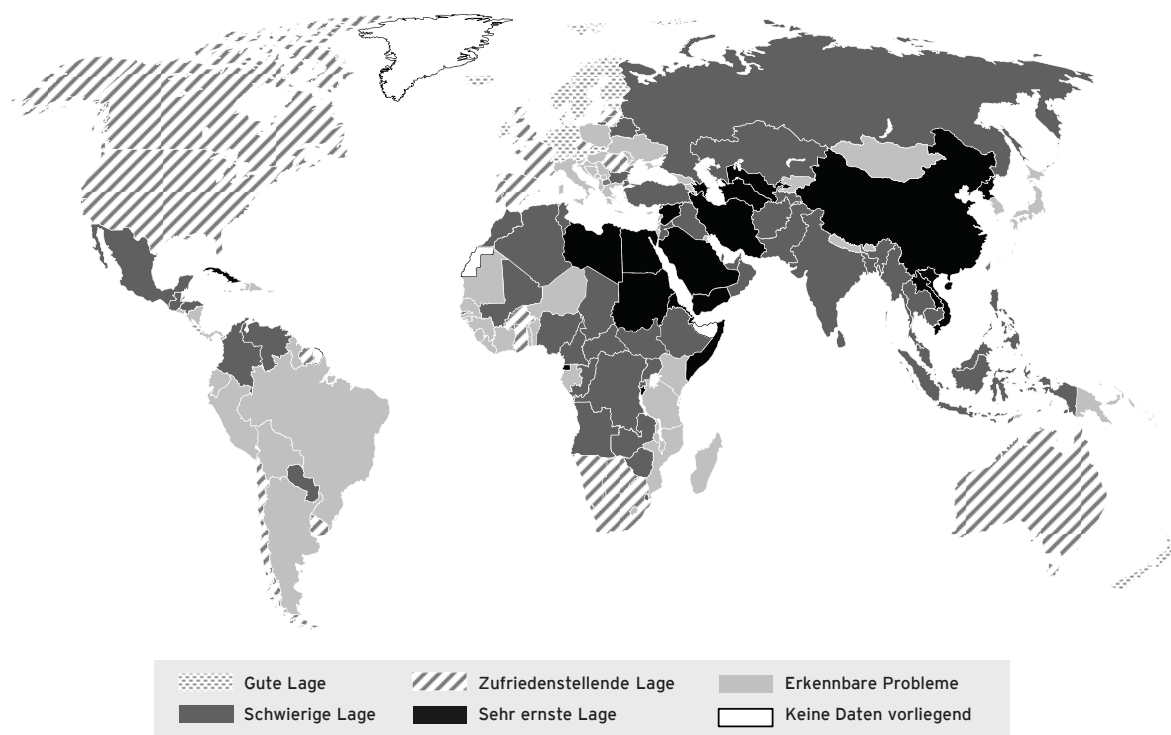 Gute Lage
Zufriedenstellende Lage
Erkennbare Probleme
Schwierige Lage
Sehr ernste Lage
Keine Daten vorliegend